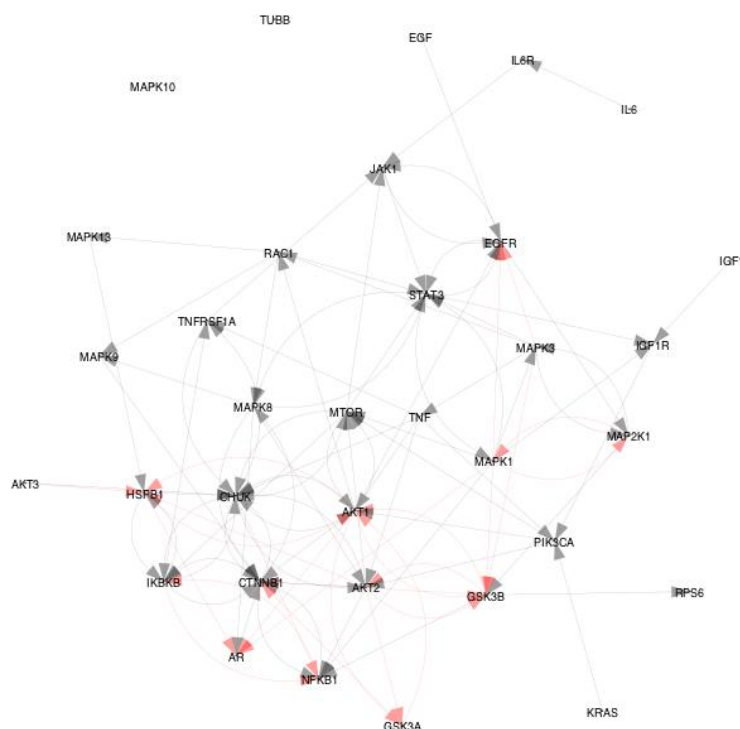 TUBB
EGF
IL6R
MAPK10
IL6
JAK1
MAPK13
RAC1
EGFR
IGF1
STAT3
TNFRSF1A
MAPK9
MAPK3
IGF1R
MAPK8
MTOR
TNF
MAP2K1
MAPK1
AKT3
HSPB1
CHUK
AKT1
PIK3CA
IKBKB
CTNNB1
AKT2
GSK3B
RPS6
AR
NFKB1
GSK3A
KRAS